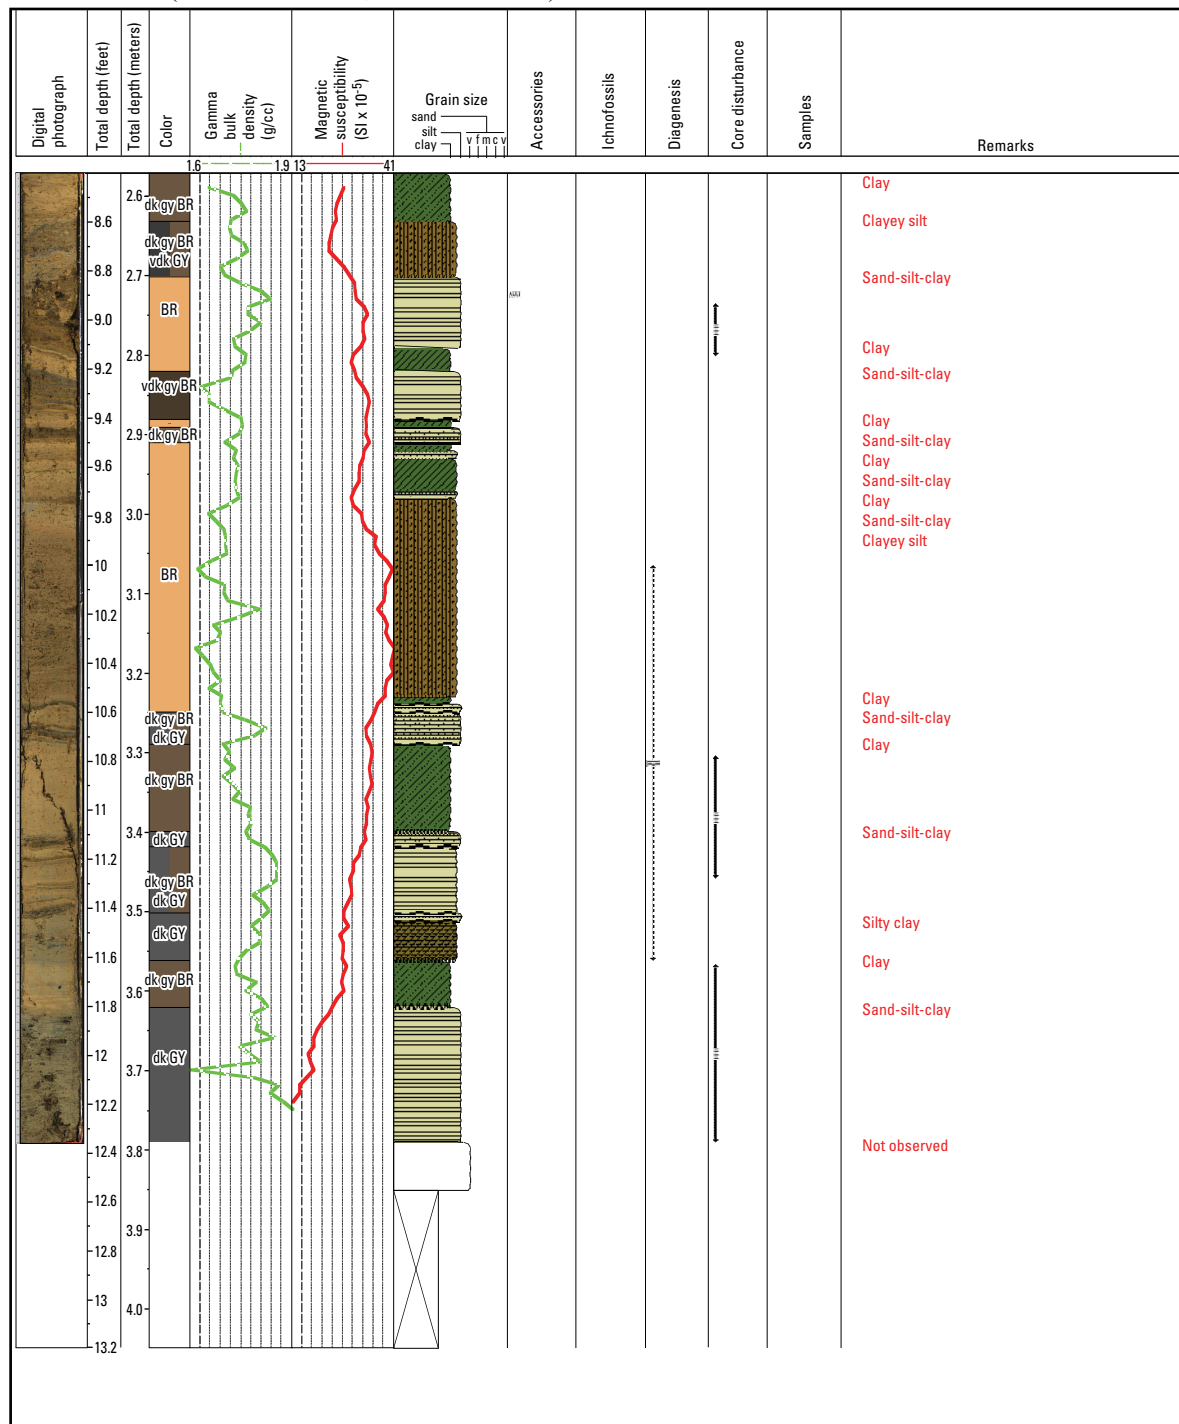 Digital photograph
Total depth (feet)
Total depth (meters)
Color
Gamma bulk density (g/cc)
Magnetic susceptibility (SI x 10-5)
Grain size
sand
silt
clay
v f m c v
Accessories
Ichnofossils
Diagenesis
Core disturbance
Samples
Remarks
1.6 1.9 13 41
Clay
2.6
dk gy BR
8.6
Clayey silt
dk gy BR
vdk GY
8.8
2.7
Sand-silt-clay
BR
9.0
2.8
Clay
9.2
Sand-silt-clay
vdk gy BR
9.4
Clay
2.9
dk gy BR
Sand-silt-clay
9.6
Clay
Sand-silt-clay
Clay
9.8
3.0
Sand-silt-clay
Clayey silt
10
BR
3.1
10.2
10.4
3.2
Clay
10.6
dk gy BR
Sand-silt-clay
dk GY
Clay
10.8
3.3
dk gy BR
11
3.4
dk GY
Sand-silt-clay
11.2
dk gy BR
dk GY
11.4
3.5
Silty clay
dk GY
11.6
Clay
dk gy BR
3.6
11.8
Sand-silt-clay
12
dk GY
3.7
12.2
12.4
3.8
Not observed
12.6
3.9
12.8
13
4.0
13.2